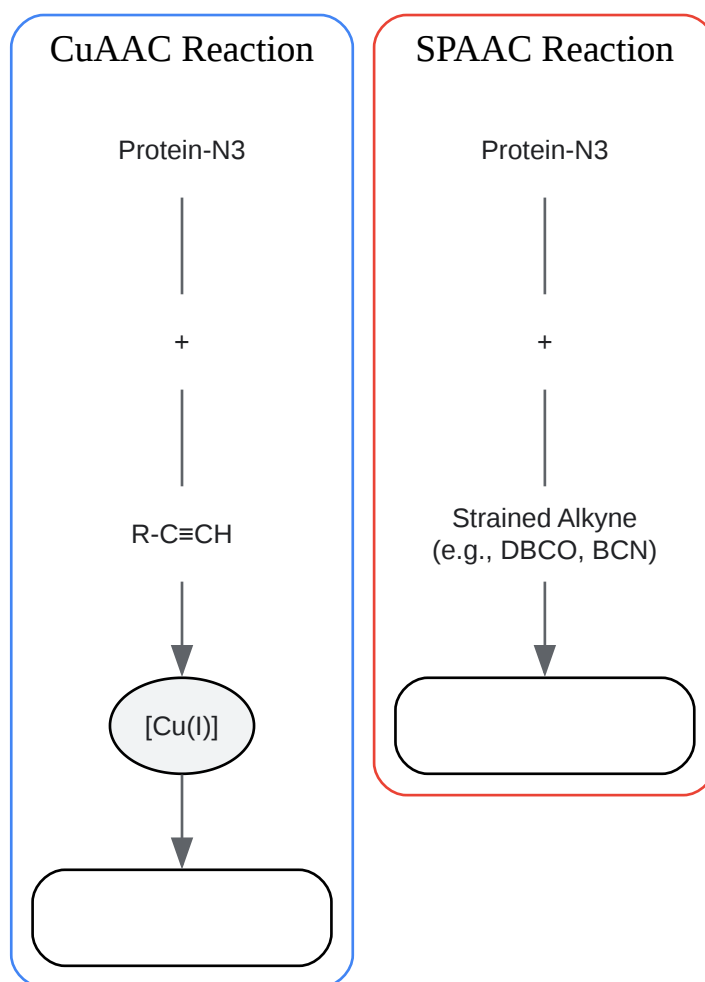 CuAAC Reaction
Protein-N3
+
R-C≡CH
[Cu(I)]
SPAAC Reaction
Protein-N3
+
Strained Alkyne
(e.g., DBCO, BCN)